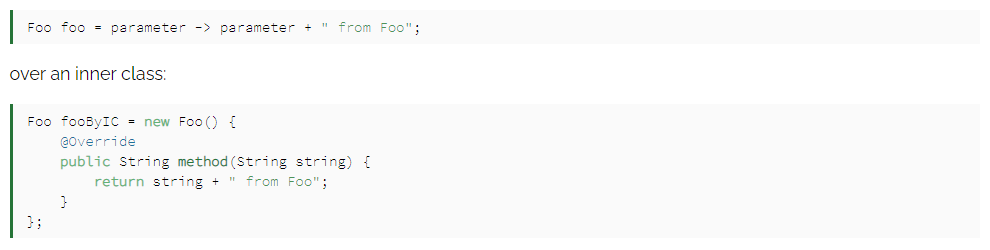 Foo foo = parameter -> parameter + " from Foo";
over an inner class:
Foo fooByIC = new Foo() {
    @Override
    public String method(String string) {
        return string + " from Foo";
    }
};